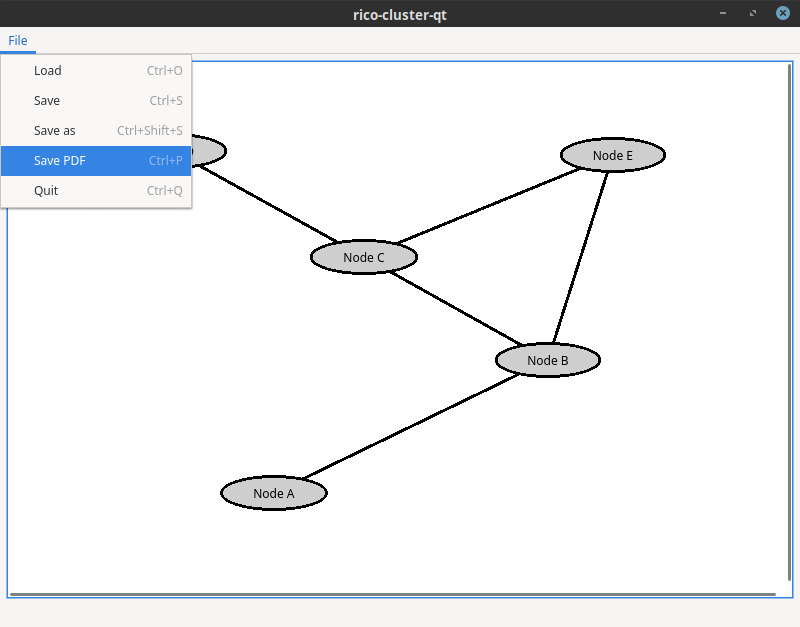 rico-cluster-qt
File
Load Ctrl+O
Save Ctrl+S
Save as Ctrl+Shift+S
Save PDF Ctrl+P
Quit Ctrl+Q
Node E
Node C
Node B
Node A